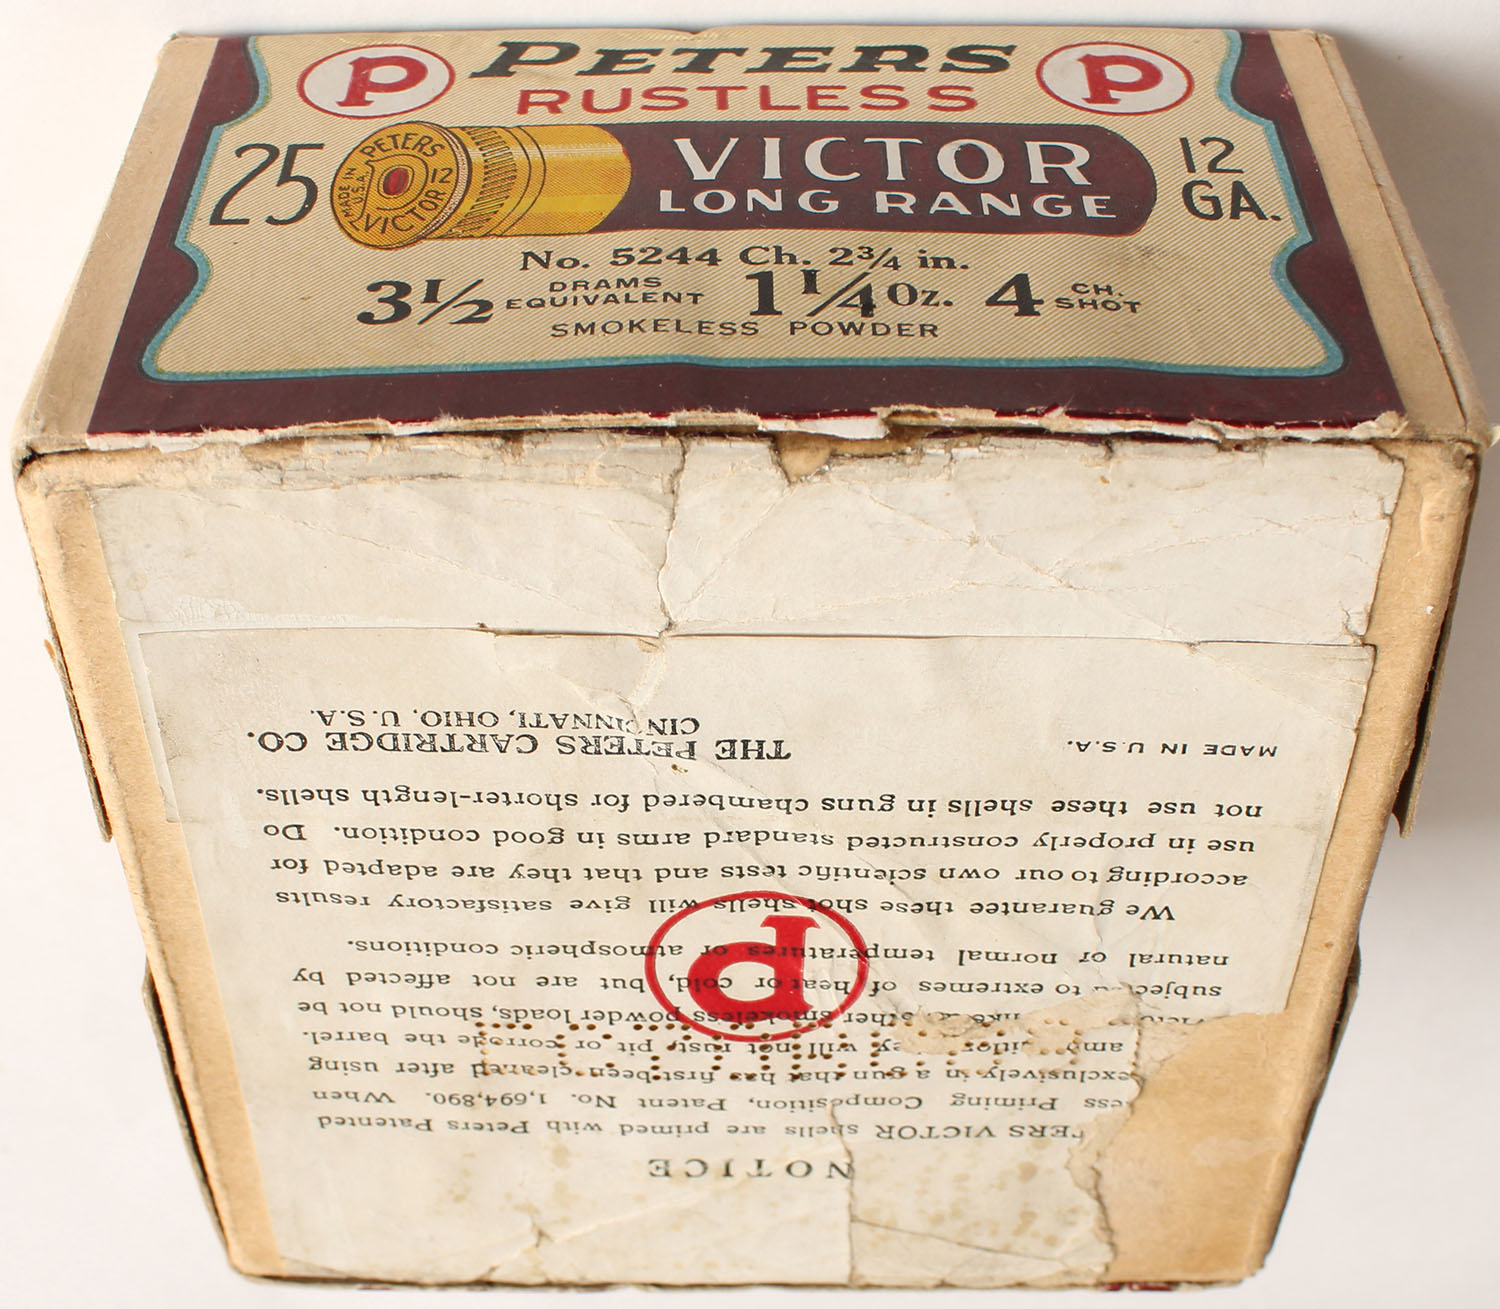 P PETERS P
RUSTLESS
25 PETERS 12 VICTOR MADE IN U.S.A. VICTOR 12
LONG RANGE GA.
No. 5244 Ch. 2¾ in.
3½ DRAMS EQUIVALENT 1¼ Oz. 4 CH. SHOT
SMOKELESS POWDER
NOTICE
VICTOR shells are primed with Peters Patented
Priming Composition, Patent No. 1,694,890. When
exclusively in a gun that has first been cleaned after using
will not rust, pit or corrode the barrel.
smokeless powder loads, should not be
to extremes of heat or cold, but are not affected by
natural or normal temperatures or atmospheric conditions.
We guarantee these shot shells will give satisfactory results
according to our own scientific tests and that they are adapted for
use in properly constructed standard arms in good condition. Do
not use these shells in guns chambered for shorter-length shells.
THE PETERS CARTRIDGE CO.
MADE IN U.S.A. CINCINNATI, OHIO, U.S.A.
P